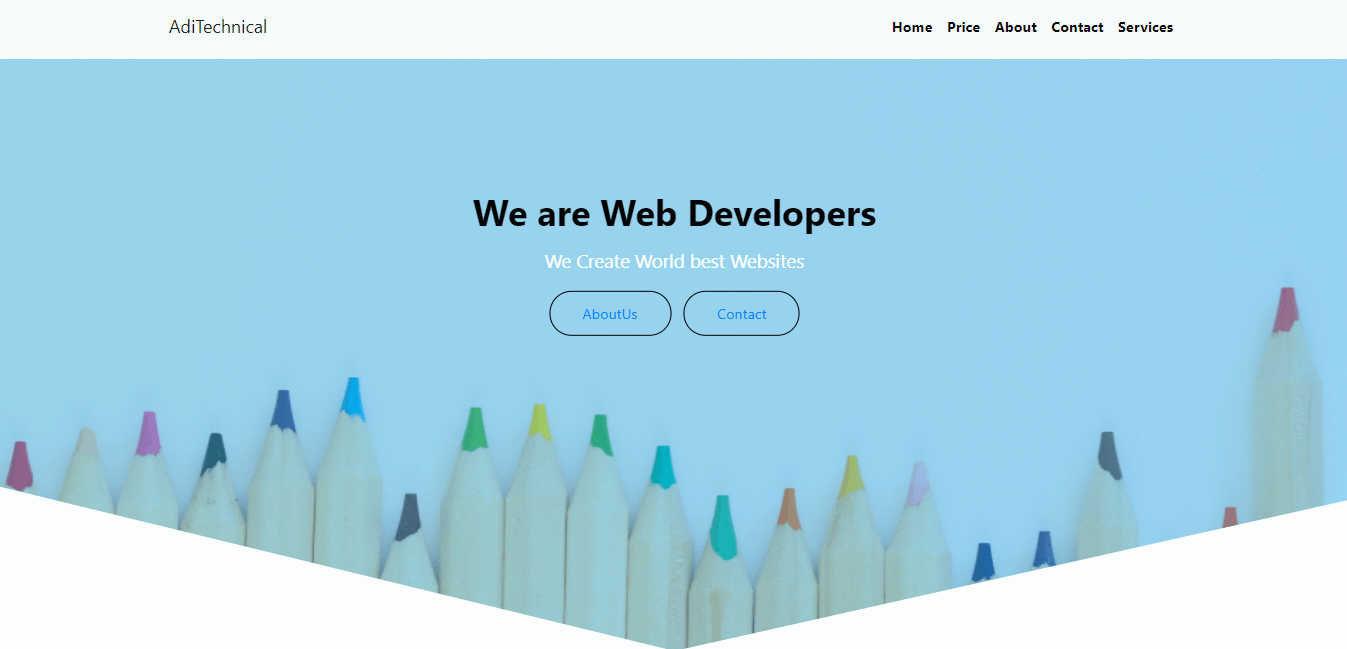 AdiTechnical
Home Price About Contact Services
We are Web Developers
We Create World best Websites
AboutUs Contact